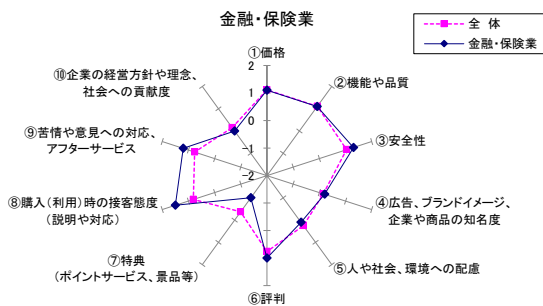 金融・保険業
全 体
金融・保険業
①価格
②機能や品質
③安全性
④広告、ブランドイメージ、
企業や商品の知名度
⑤人や社会、環境への配慮
⑥評判
⑦特典
(ポイントサービス、景品等)
⑧購入(利用)時の接客態度
(説明や対応)
⑨苦情や意見への対応、
アフターサービス
⑩企業の経営方針や理念、
社会への貢献度
2
1
0
-1
-2